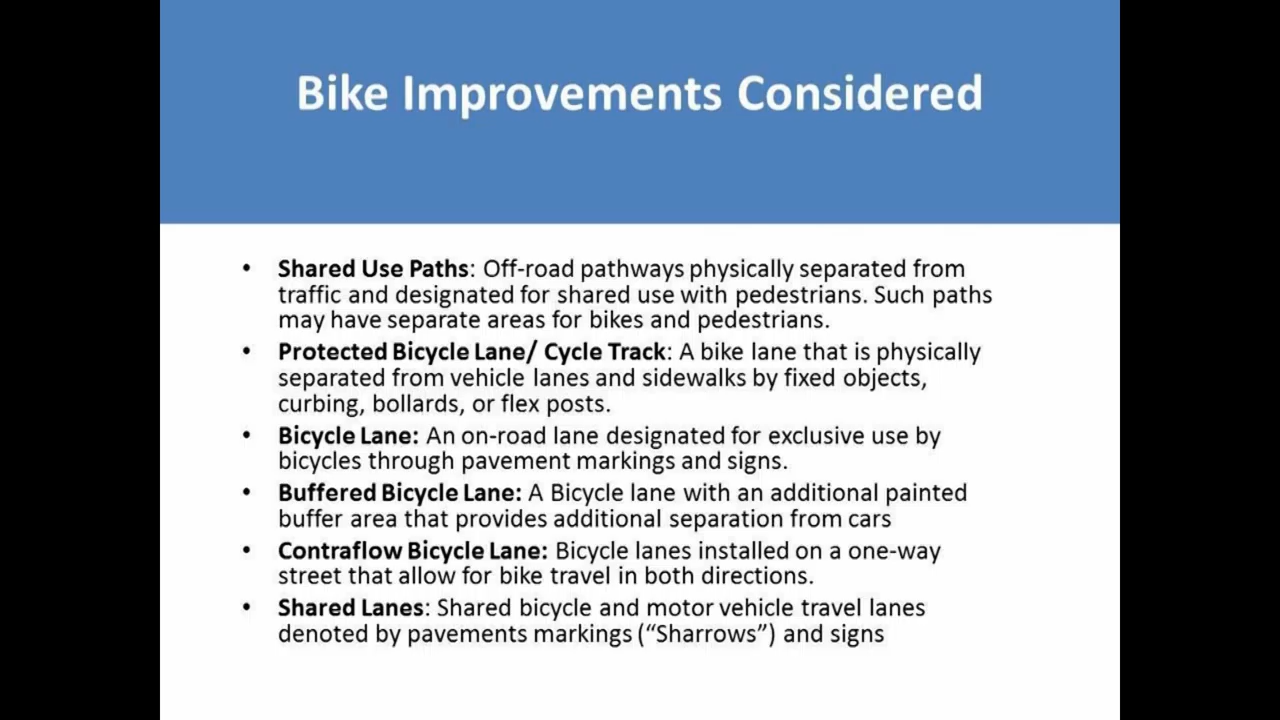 Bike Improvements Considered
• Shared Use Paths: Off-road pathways physically separated from
traffic and designated for shared use with pedestrians. Such paths
may have separate areas for bikes and pedestrians.
• Protected Bicycle Lane/ Cycle Track: A bike lane that is physically
separated from vehicle lanes and sidewalks by fixed objects,
curbing, bollards, or flex posts.
• Bicycle Lane: An on-road lane designated for exclusive use by
bicycles through pavement markings and signs.
• Buffered Bicycle Lane: A Bicycle lane with an additional painted
buffer area that provides additional separation from cars
• Contraflow Bicycle Lane: Bicycle lanes installed on a one-way
street that allow for bike travel in both directions.
• Shared Lanes: Shared bicycle and motor vehicle travel lanes
denoted by pavements markings (“Sharrows”) and signs